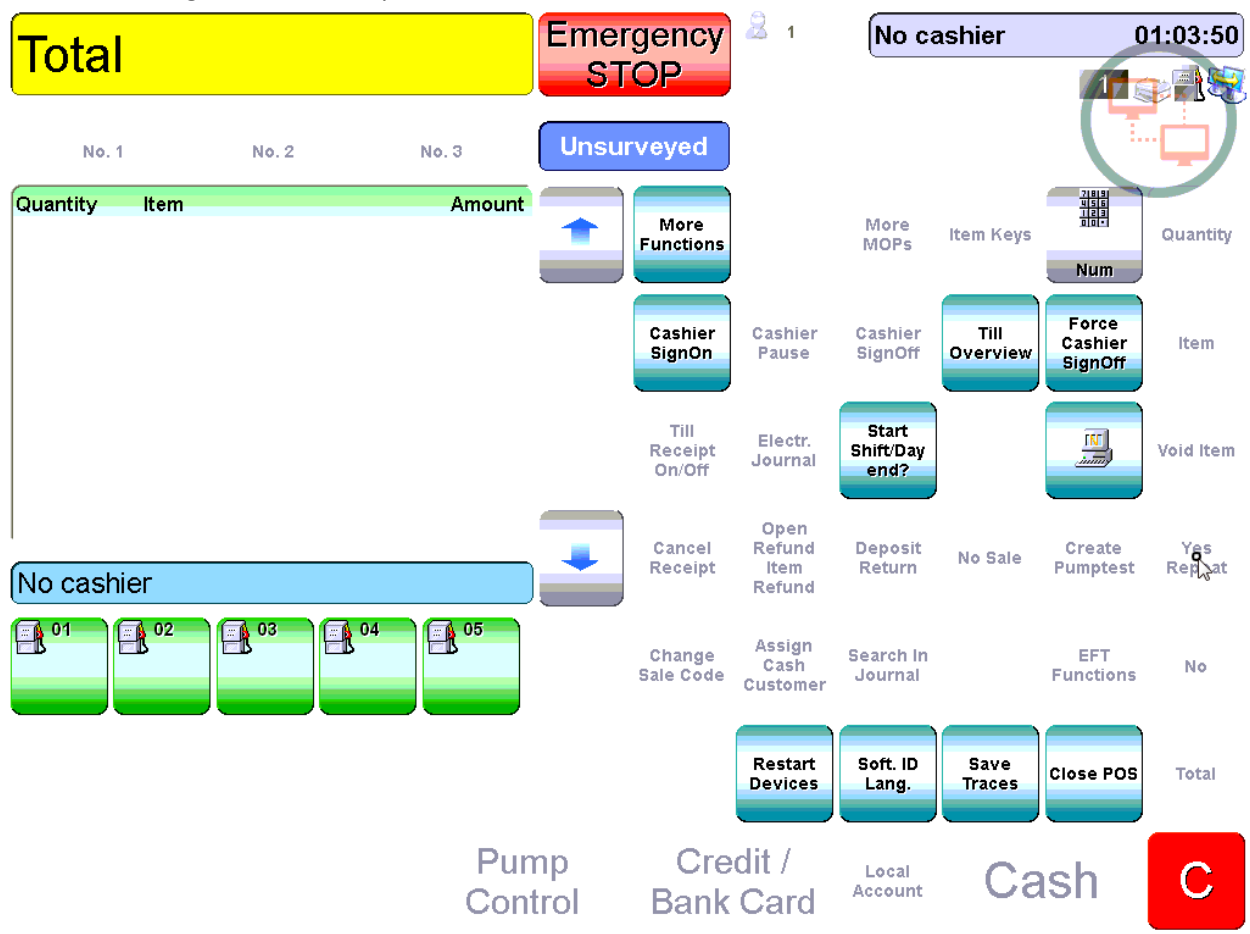 Total
Emergency
STOP
1
No cashier 01:03:50
1
No. 1 No. 2 No. 3
Unsurveyed
Quantity Item Amount
More
Functions
More
MOPs
Item Keys
Num
Quantity
Cashier
SignOn
Cashier
Pause
Cashier
SignOff
Till
Overview
Force
Cashier
SignOff
Item
Till
Receipt
On/Off
Electr.
Journal
Start
Shift/Day
end?
Void Item
Cancel
Receipt
Open
Refund
Item
Refund
Deposit
Return
No Sale
Create
Pumptest
Yes
Repeat
No cashier
01 02 03 04 05
Change
Sale Code
Assign
Cash
Customer
Search In
Journal
EFT
Functions
No
Restart
Devices
Soft. ID
Lang.
Save
Traces
Close POS
Total
Pump
Control
Credit /
Bank Card
Local
Account
Cash
C